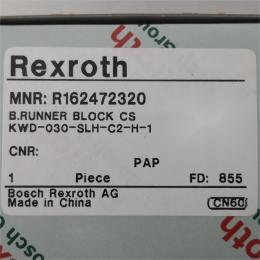 Rexroth
MNR: R162472320
B.RUNNER BLOCK CS
KWD-030-SLH-C2-H-1
CNR:
PAP
1 Piece FD: 855
Bosch Rexroth AG
Made in China
CN60